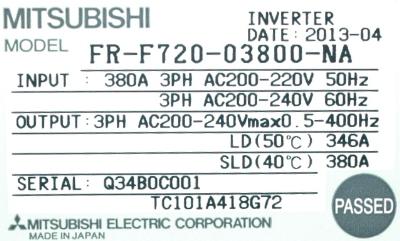 MITSUBISHI INVERTER
DATE: 2013-04
MODEL FR-F720-03800-NA
INPUT : 380A 3PH AC200-220V 50Hz
3PH AC200-240V 60Hz
OUTPUT:3PH AC200-240Vmax0.5-400Hz
LD(50℃) 346A
SLD(40℃) 380A
SERIAL: Q34B0C001
TC101A418G72
PASSED
MITSUBISHI ELECTRIC CORPORATION
MADE IN JAPAN